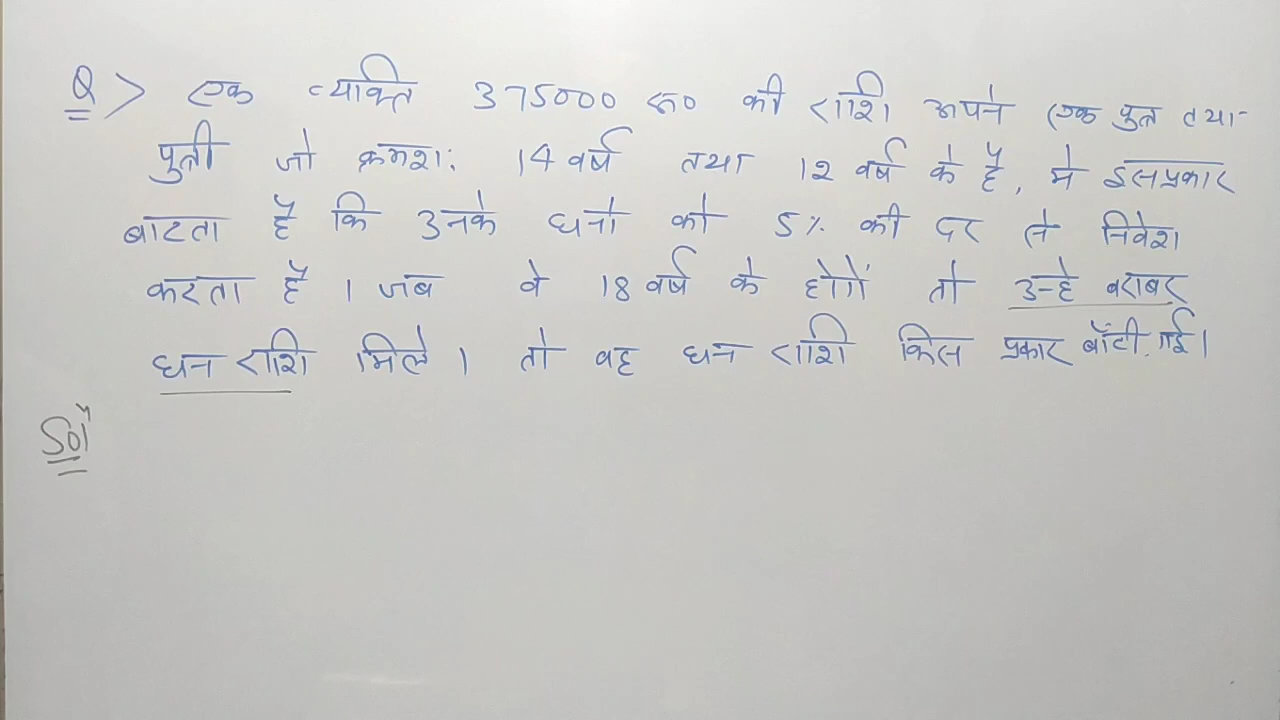 Q > एक व्यक्ति 375000 रू० की राशि अपने एक पुत्र तथा
पुत्री जो क्रमश: 14 वर्ष तथा 12 वर्ष के है, मे इसप्रकार
बाटता है कि उनके धनो को 5% की दर से निवेश
करता है । जब वे 18 वर्ष के होगें तो उन्हे बराबर
धन राशि मिले । तो वह धन राशि किस प्रकार बाँटी गई।
Sol^n